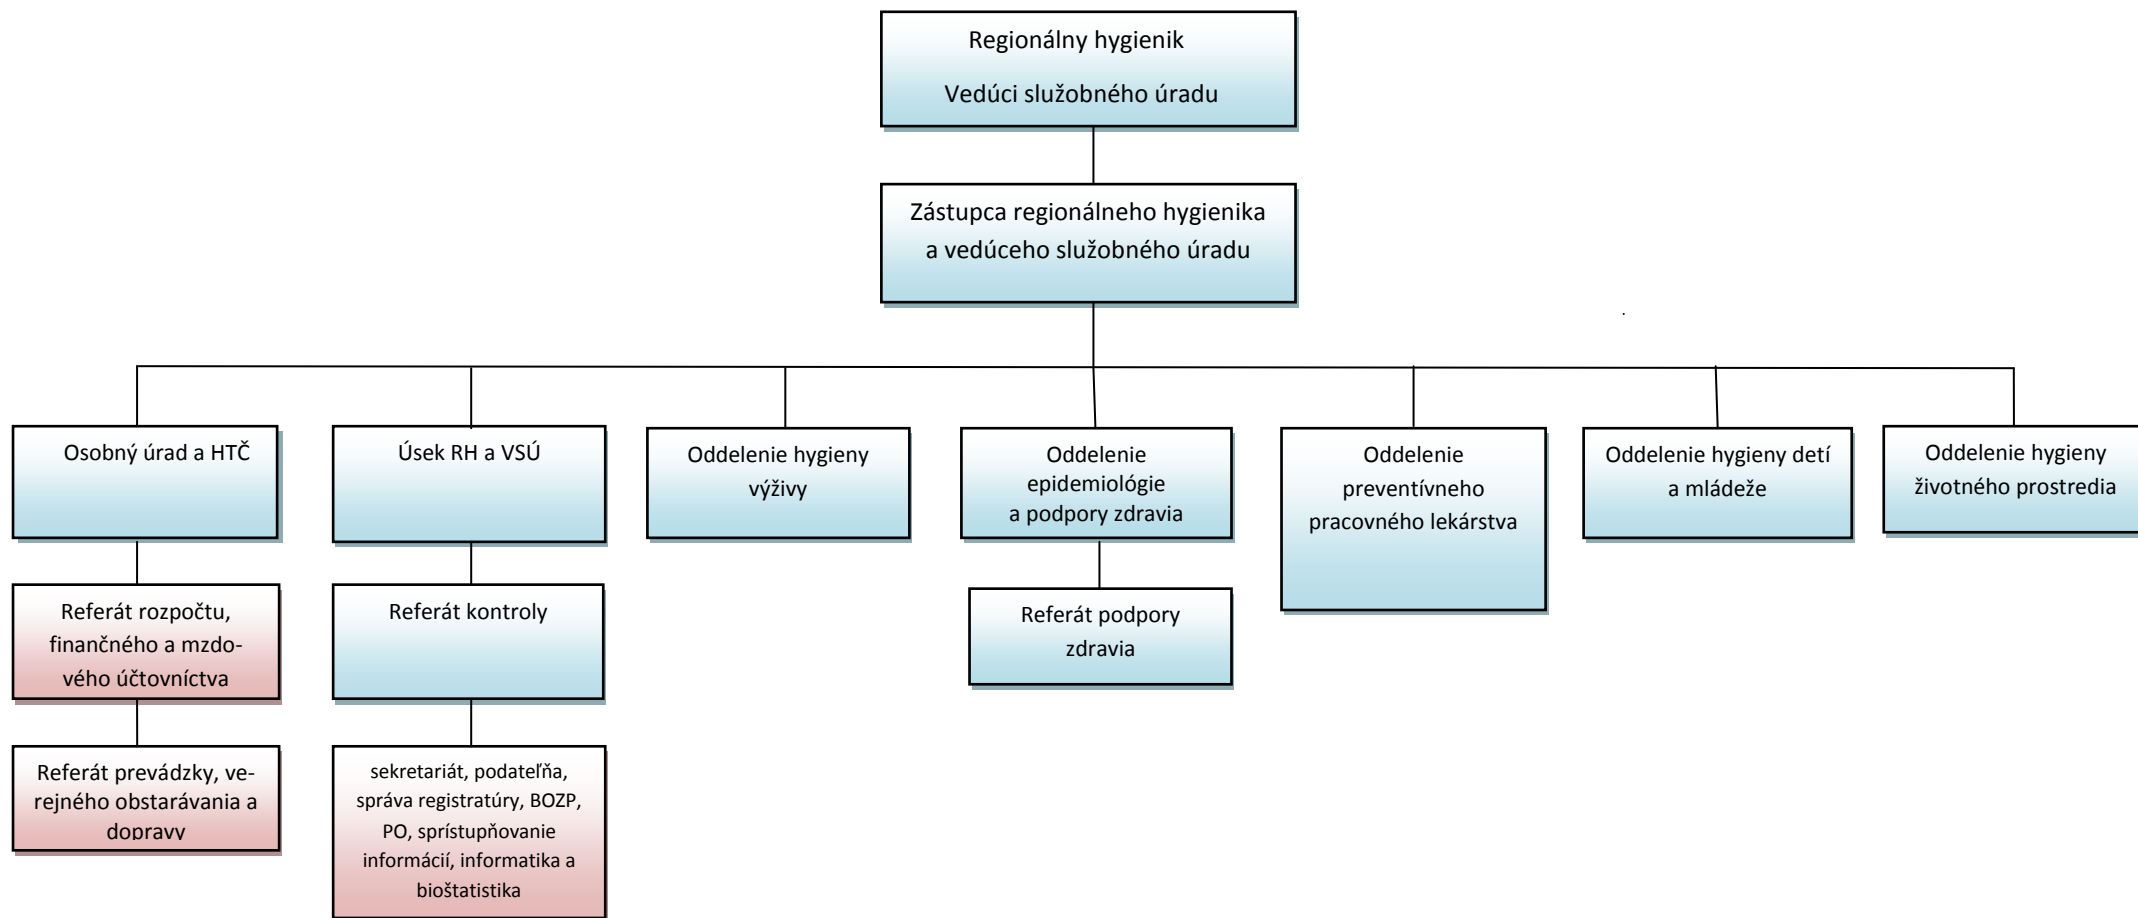 Regionálny hygienik
Vedúci služobného úradu
Zástupca regionálneho hygienika
a vedúceho služobného úradu
Osobný úrad a HTČ
Úsek RH a VSÚ
Oddelenie hygieny
výživy
Oddelenie
epidemiológie
a podpory zdravia
Oddelenie
preventívneho
pracovného lekárstva
Oddelenie hygieny detí
a mládeže
Oddelenie hygieny
životného prostredia
Referát rozpočtu,
finančného a mzdo-
vého účtovníctva
Referát kontroly
Referát podpory
zdravia
Referát prevádzky, ve-
rejného obstarávania a
dopravy
sekretariát, podateľňa,
správa registratúry, BOZP,
PO, sprístupňovanie
informácií, informatika a
bioštatistika